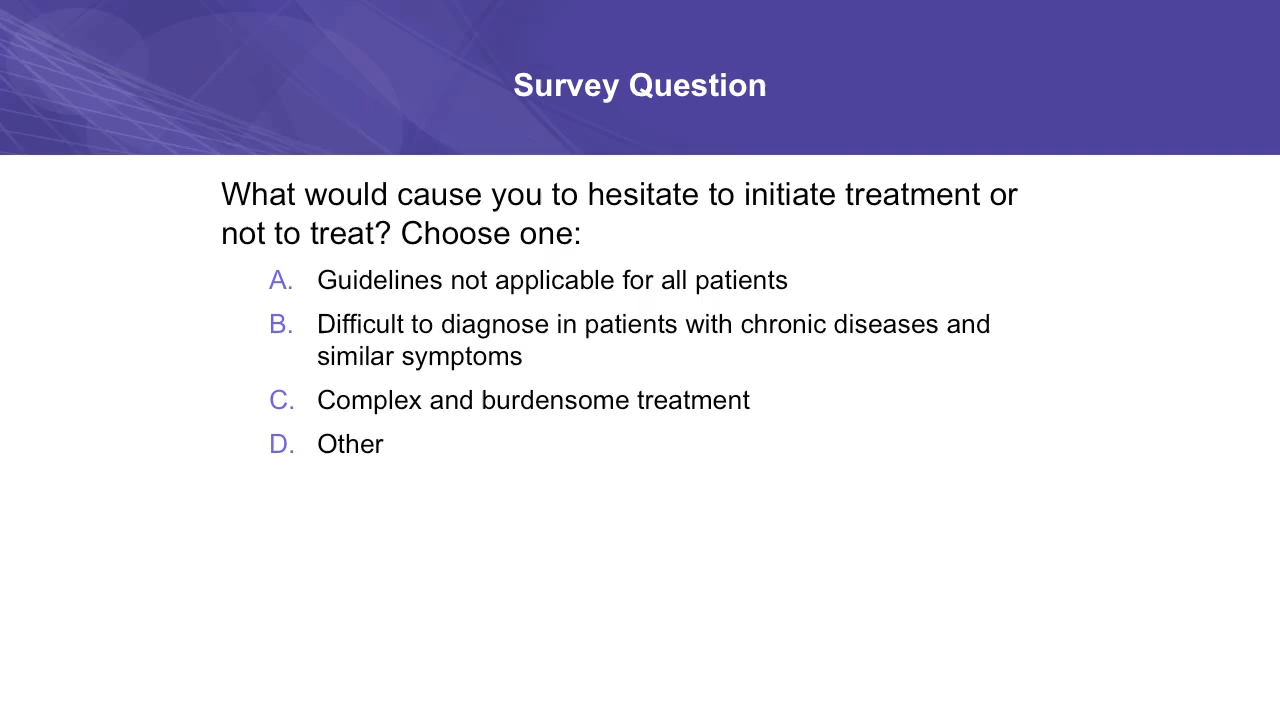 Survey Question
What would cause you to hesitate to initiate treatment or
not to treat? Choose one:
A. Guidelines not applicable for all patients
B. Difficult to diagnose in patients with chronic diseases and
similar symptoms
C. Complex and burdensome treatment
D. Other